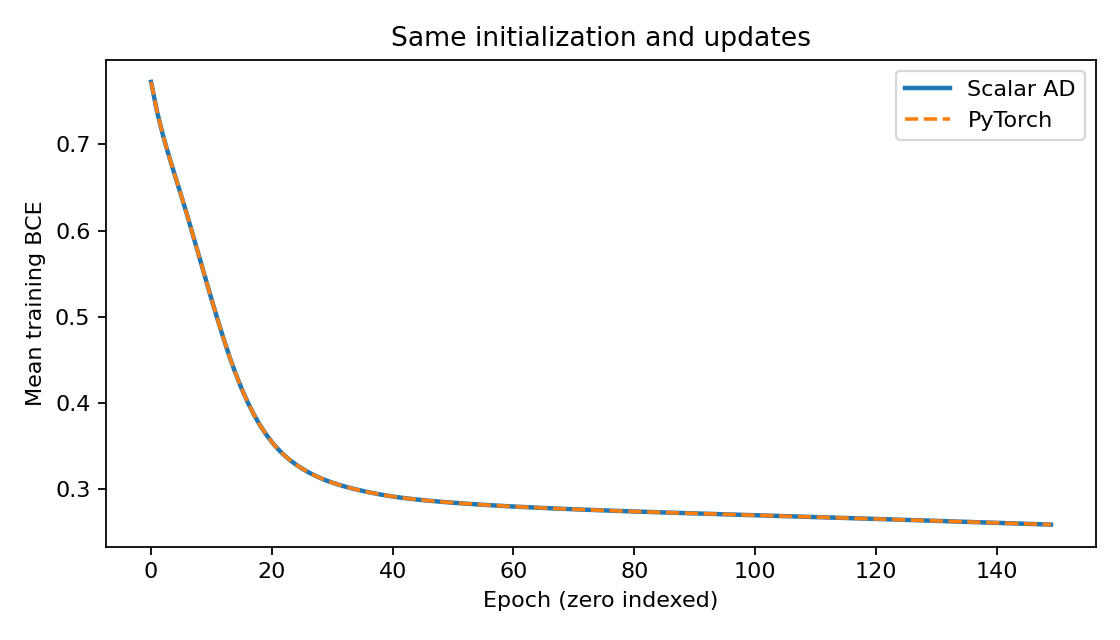 Same initialization and updates
Scalar AD
PyTorch
Mean training BCE
0.7
0.6
0.5
0.4
0.3
0 20 40 60 80 100 120 140
Epoch (zero indexed)